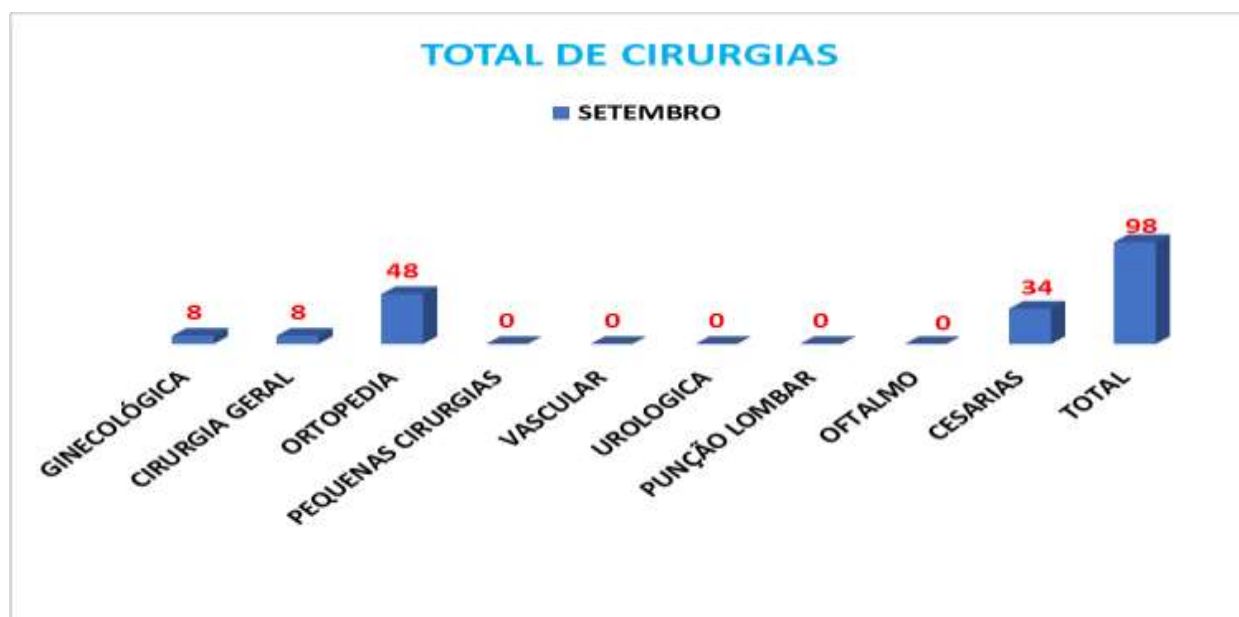 TOTAL DE CIRURGIAS
SETEMBRO
8
8
48
0
0
0
0
0
34
98
GINECOLÓGICA
CIRURGIA GERAL
ORTOPEDIA
PEQUENAS CIRURGIAS
VASCULAR
UROLOGICA
PUNÇÃO LOMBAR
OFTALMO
CESARIAS
TOTAL